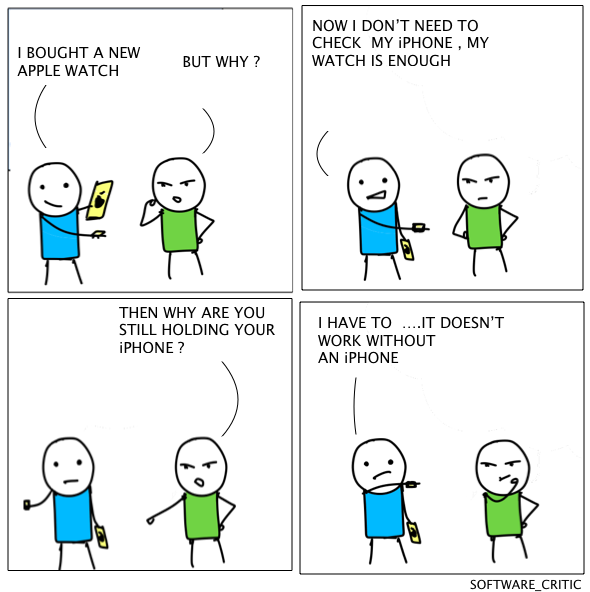 I BOUGHT A NEW
APPLE WATCH
BUT WHY ?
NOW I DON'T NEED TO
CHECK MY iPHONE , MY
WATCH IS ENOUGH
THEN WHY ARE YOU
STILL HOLDING YOUR
iPHONE ?
I HAVE TO ....IT DOESN'T
WORK WITHOUT
AN iPHONE
SOFTWARE_CRITIC